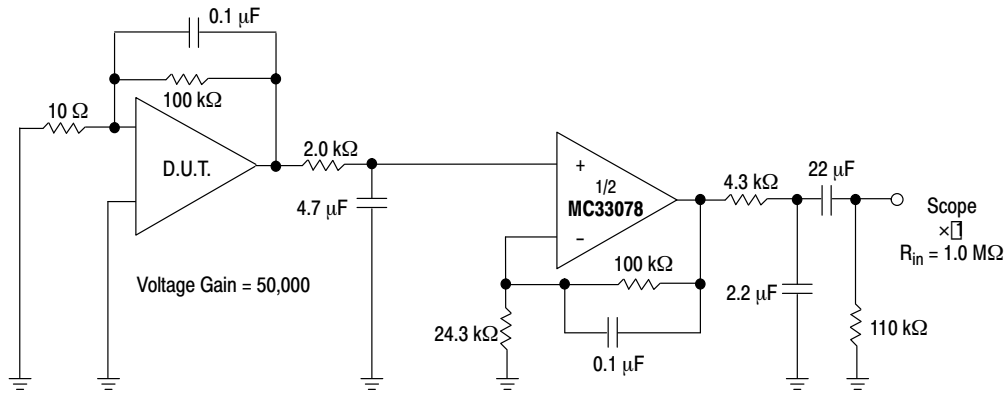 0.1 µF
100 kΩ
10 Ω
D.U.T.
2.0 kΩ
4.7 µF
Voltage Gain = 50,000
+
1/2
MC33078
−
100 kΩ
24.3 kΩ
0.1 µF
4.3 kΩ
22 µF
2.2 µF
Scope
×
Rin = 1.0 MΩ
110 kΩ